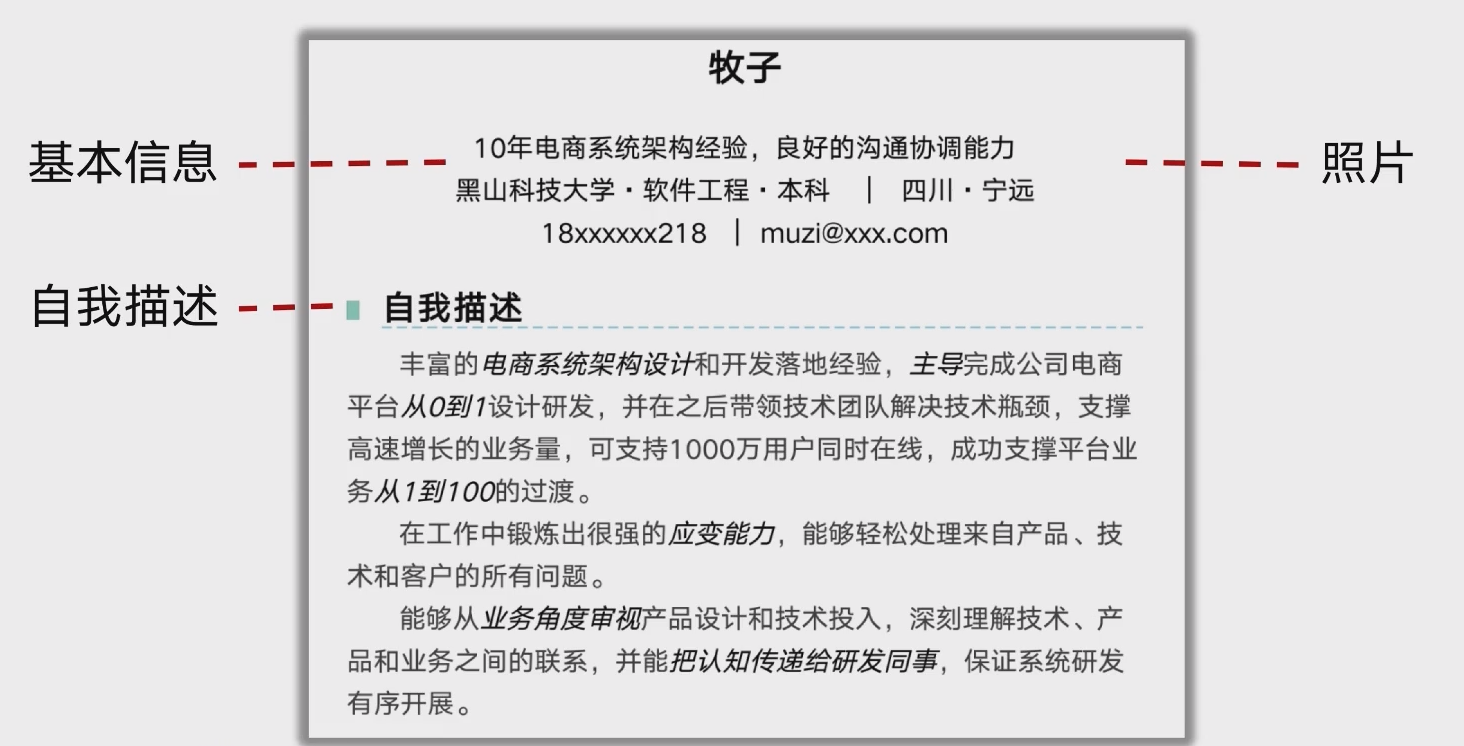 牧子
基本信息
10年电商系统架构经验，良好的沟通协调能力
照片
黑山科技大学·软件工程·本科 | 四川·宁远
18xxxxxx218 | muzi@xxx.com
自我描述
自我描述
丰富的电商系统架构设计和开发落地经验，主导完成公司电商
平台从0到1设计研发，并在之后带领技术团队解决技术瓶颈，支撑
高速增长的业务量，可支持1000万用户同时在线，成功支撑平台业
务从1到100的过渡。
在工作中锻炼出很强的应变能力，能够轻松处理来自产品、技
术和客户的所有问题。
能够从业务角度审视产品设计和技术投入，深刻理解技术、产
品和业务之间的联系，并能把认知传递给研发同事，保证系统研发
有序开展。